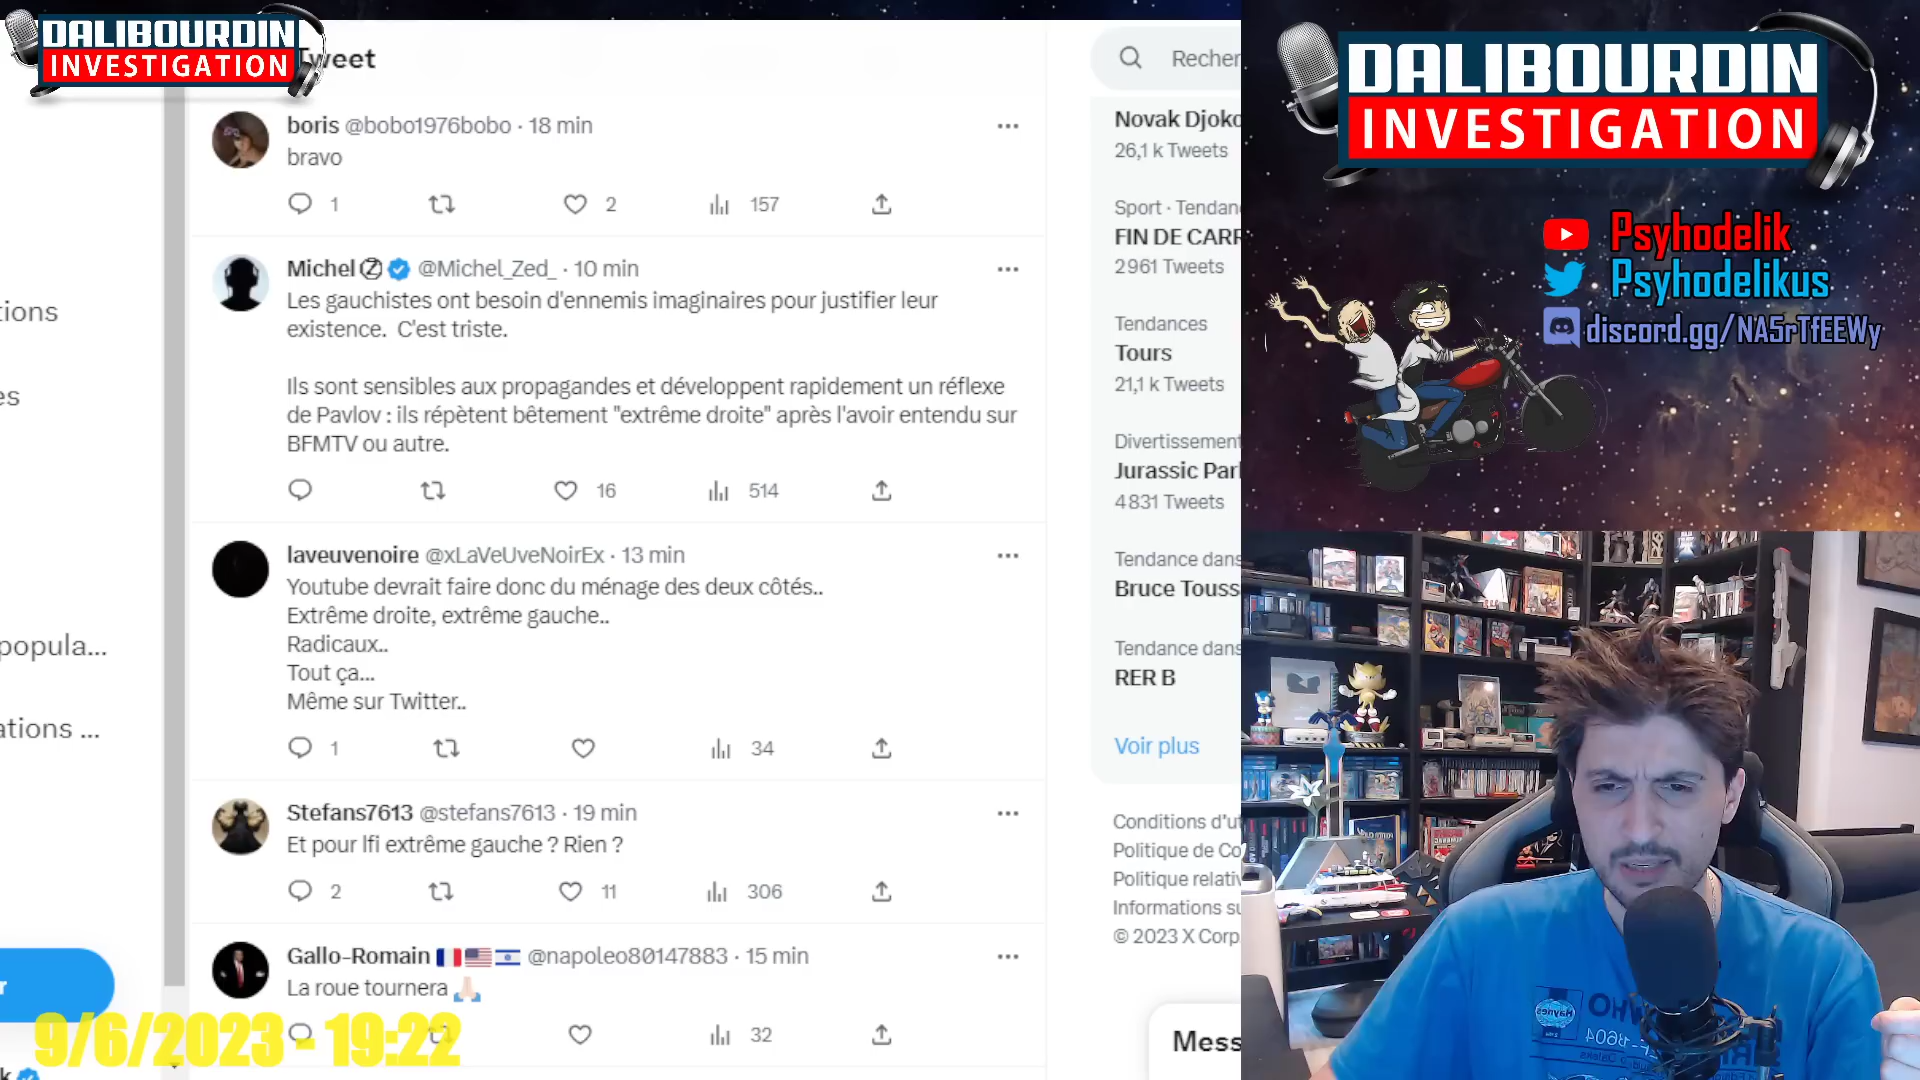 DALIBOURDIN
INVESTIGATION
Tweet
boris @bobo1976bobo · 18 min
bravo
1 2 157
Michel Ⓩ @Michel_Zed_ · 10 min
Les gauchistes ont besoin d'ennemis imaginaires pour justifier leur
existence. C'est triste.
Ils sont sensibles aux propagandes et développent rapidement un réflexe
de Pavlov : ils répètent bêtement "extrême droite" après l'avoir entendu sur
BFMTV ou autre.
16 514
laveuvenoire @xLaVeUveNoirEx · 13 min
Youtube devrait faire donc du ménage des deux côtés..
Extrême droite, extrême gauche..
Radicaux..
Tout ça...
Même sur Twitter..
1 34
Stefans7613 @stefans7613 · 19 min
Et pour lfi extrême gauche ? Rien ?
2 11 306
Gallo-Romain 🇫🇷🇺🇸🇮🇱 @napoleo80147883 · 15 min
La roue tournera 🙏🏻
32
tions
es
popula...
ations ...
r
k
9/6/2023 - 19:22
Recher
Novak Djoko
26,1 k Tweets
Sport · Tendan
FIN DE CARR
2 961 Tweets
Tendances
Tours
21,1 k Tweets
Divertissement
Jurassic Parl
4 831 Tweets
Tendance dans
Bruce Touss
Tendance dans
RER B
Voir plus
Conditions d'ut
Politique de Co
Politique relativ
Informations su
© 2023 X Corp
Mess
DALIBOURDIN
INVESTIGATION
Psyhodelik
Psyhodelikus
discord.gg/NA5rTfEEWy
Haynes